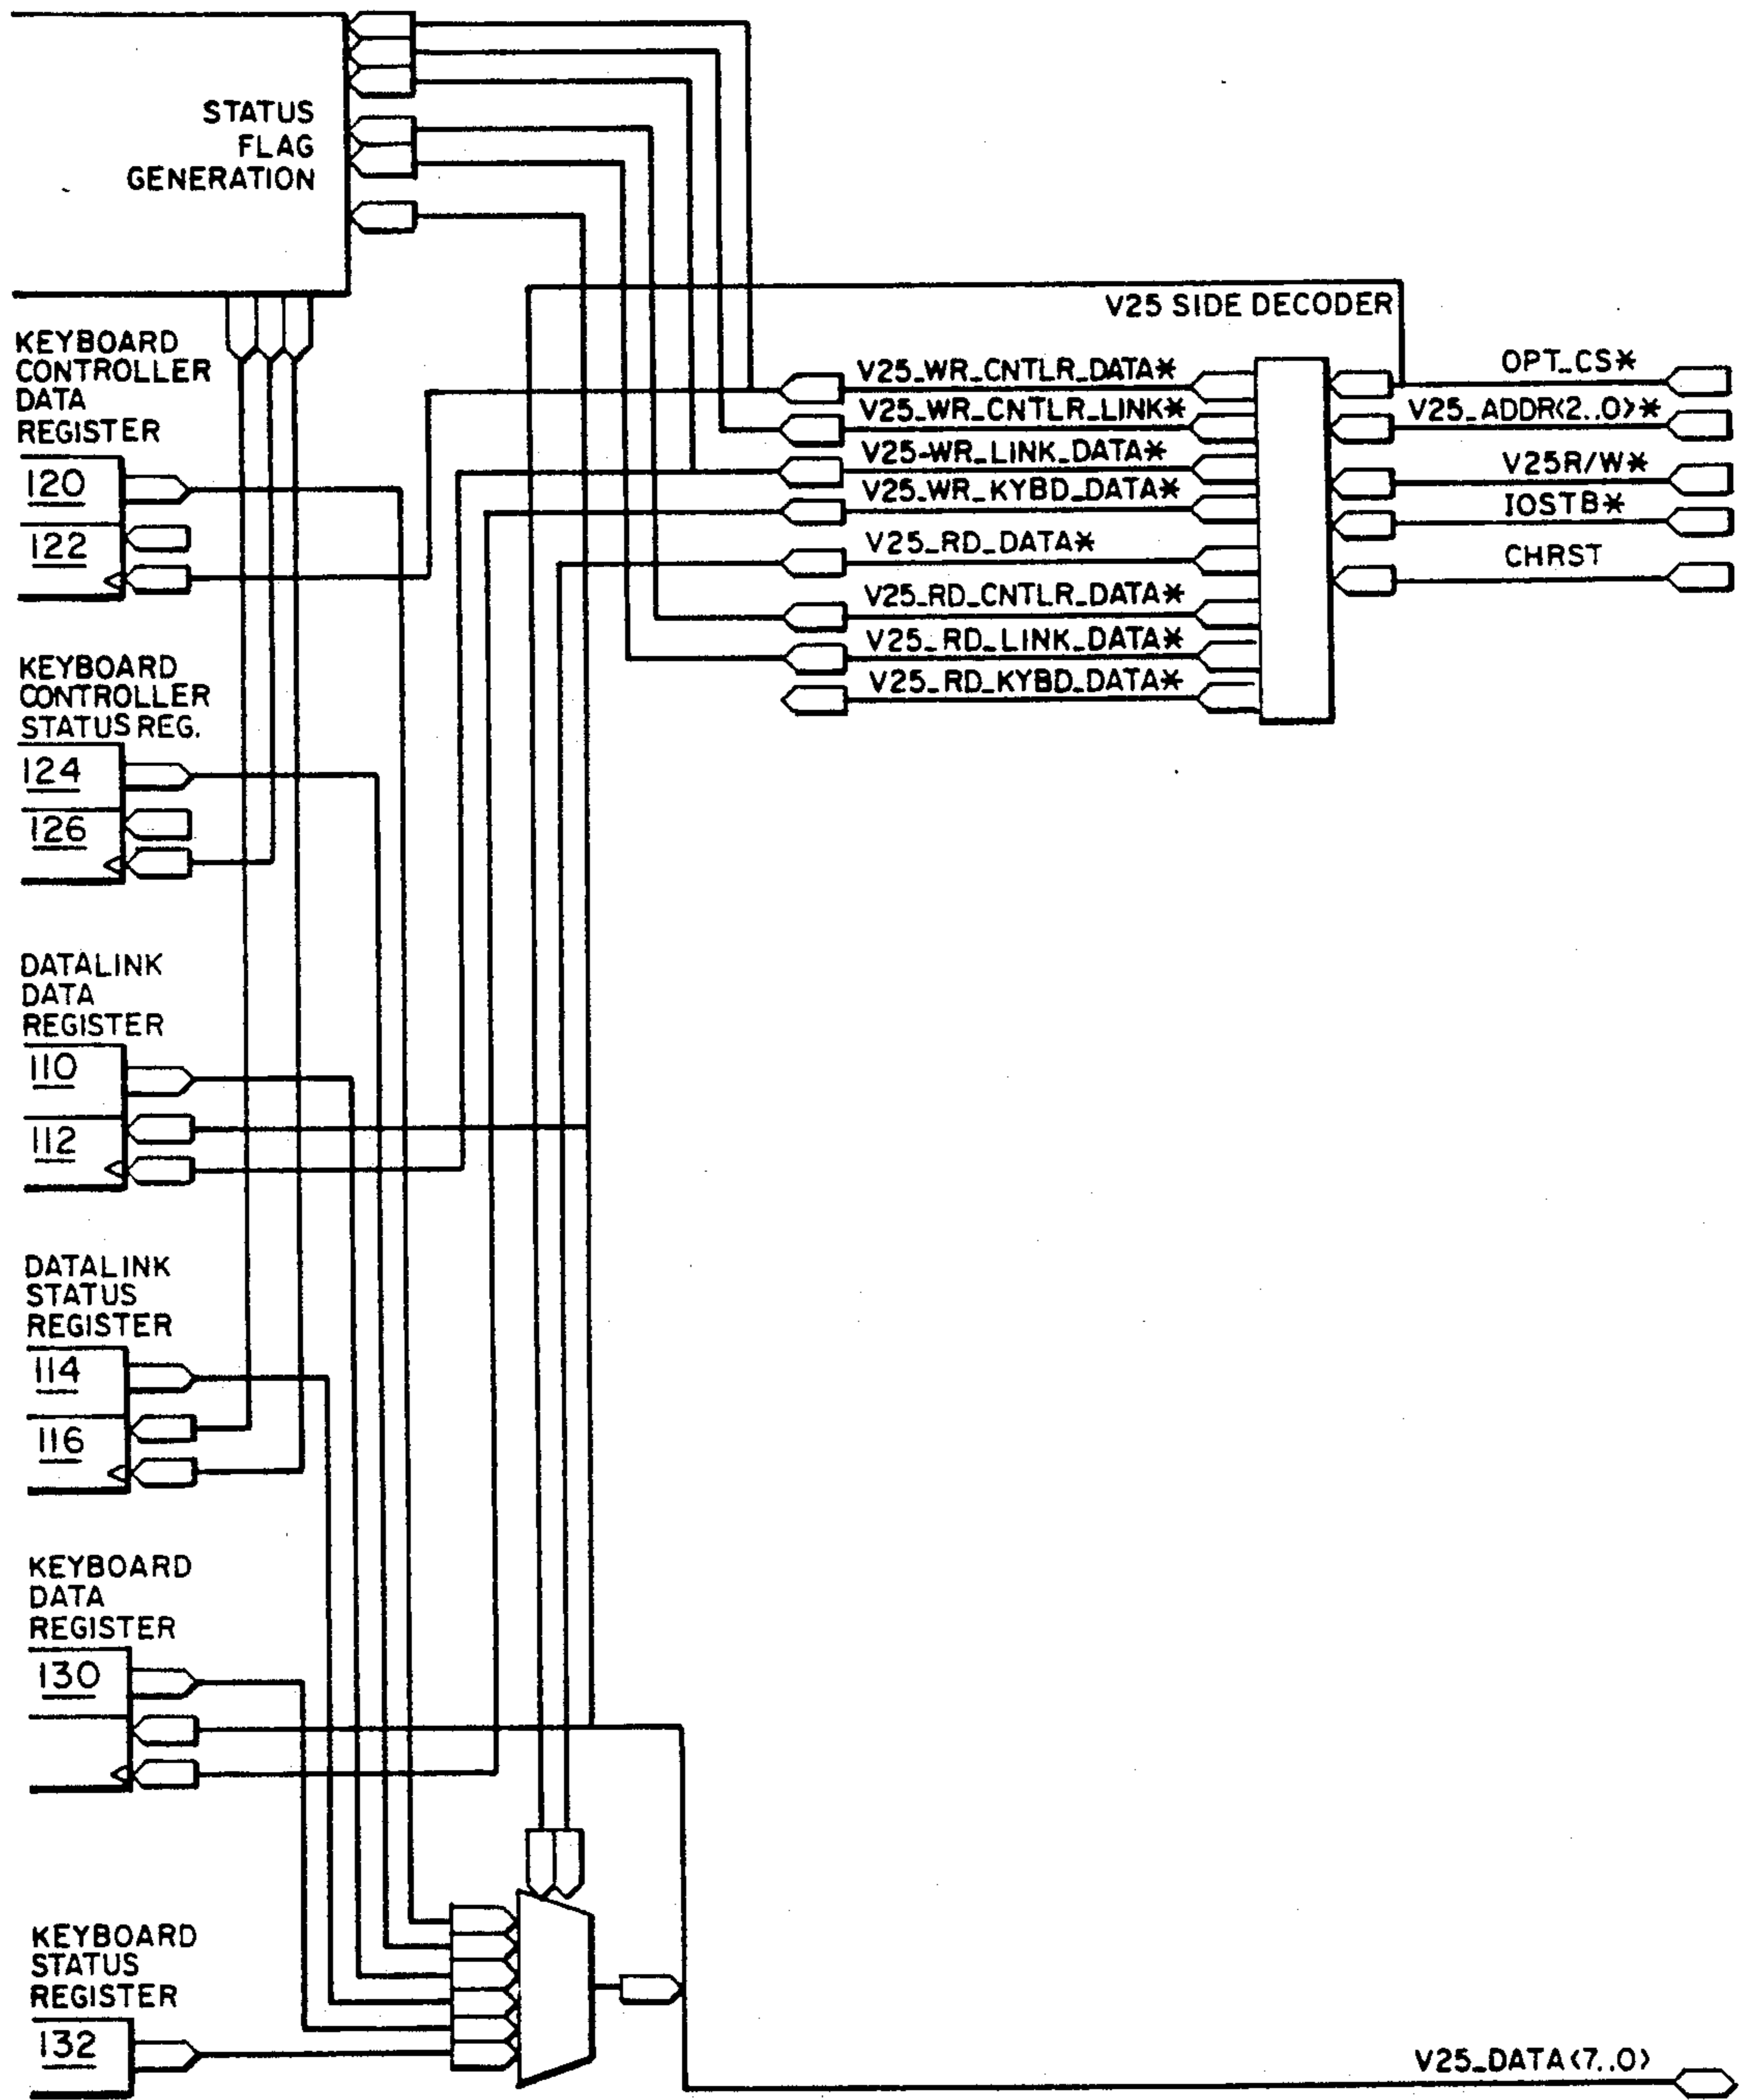 STATUS
FLAG
GENERATION
V25 SIDE DECODER
KEYBOARD
CONTROLLER
DATA
REGISTER
120
122
V25_WR_CNTLR_DATA*
V25_WR_CNTLR_LINK*
V25-WR_LINK_DATA*
V25_WR_KYBD_DATA*
V25_RD_DATA*
V25_RD_CNTLR_DATA*
V25_RD_LINK_DATA*
V25_RD_KYBD_DATA*
OPT_CS*
V25_ADDR<2..0>*
V25R/W*
IOSTB*
CHRST
KEYBOARD
CONTROLLER
STATUS REG.
124
126
DATALINK
DATA
REGISTER
110
112
DATALINK
STATUS
REGISTER
114
116
KEYBOARD
DATA
REGISTER
130
KEYBOARD
STATUS
REGISTER
132
V25_DATA<7..0>